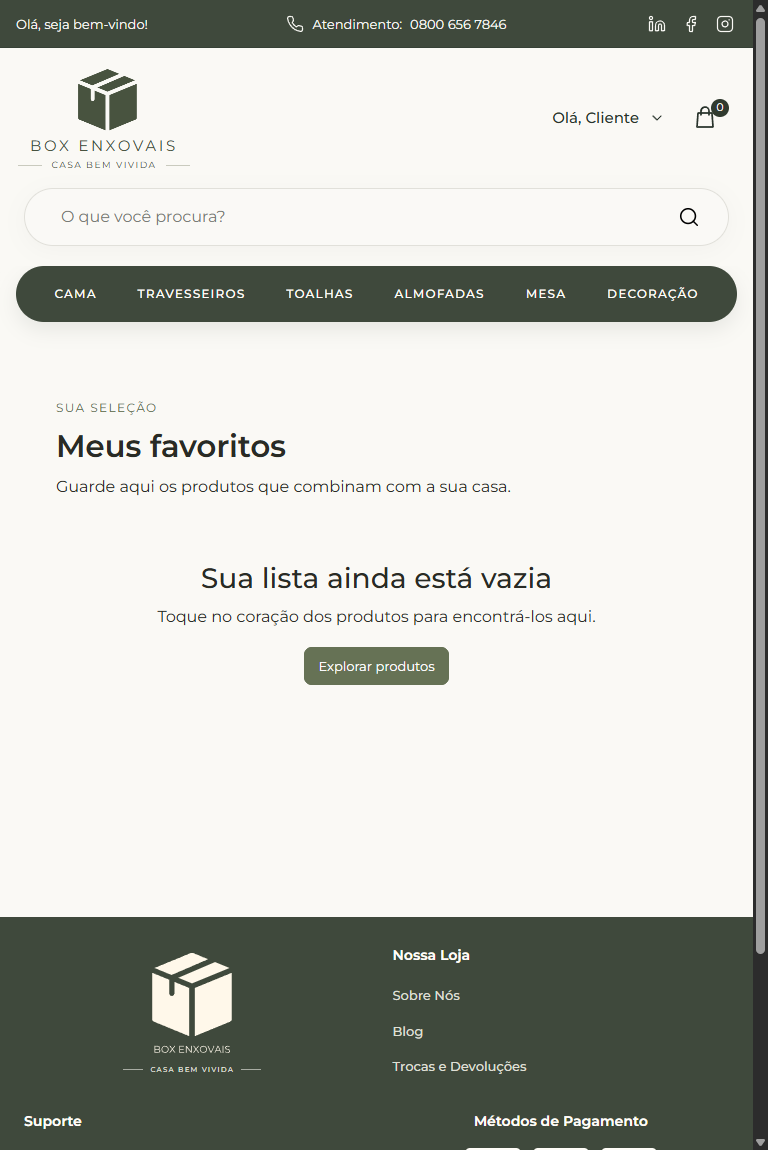 Olá, seja bem-vindo!
Atendimento: 0800 656 7846
BOX ENXOVAIS
CASA BEM VIVIDA
Olá, Cliente
0
O que você procura?
CAMA TRAVESSEIROS TOALHAS ALMOFADAS MESA DECORAÇÃO
SUA SELEÇÃO
Meus favoritos
Guarde aqui os produtos que combinam com a sua casa.
Sua lista ainda está vazia
Toque no coração dos produtos para encontrá-los aqui.
Explorar produtos
BOX ENXOVAIS
CASA BEM VIVIDA
Nossa Loja
Sobre Nós
Blog
Trocas e Devoluções
Suporte
Métodos de Pagamento